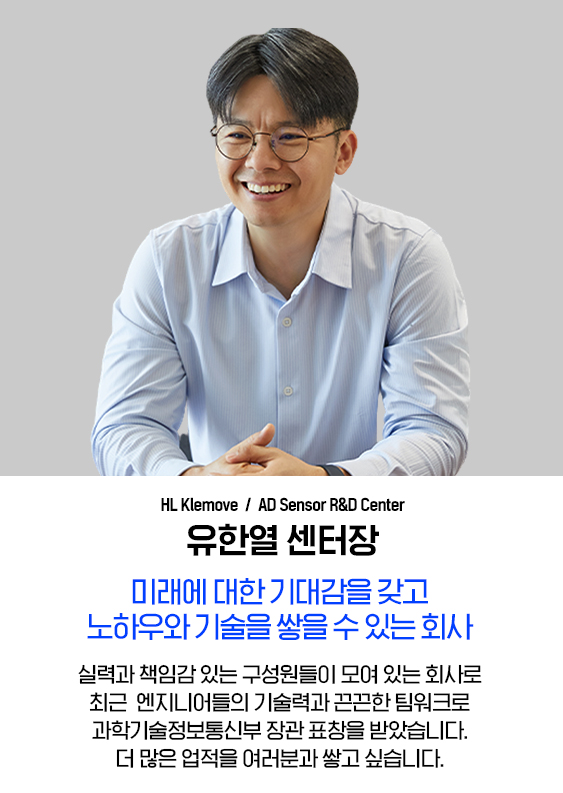 HL Klemove / AD Sensor R&D Center
유한열 센터장
미래에 대한 기대감을 갖고
노하우와 기술을 쌓을 수 있는 회사
실력과 책임감 있는 구성원들이 모여 있는 회사로
최근 엔지니어들의 기술력과 끈끈한 팀워크로
과학기술정보통신부 장관 표창을 받았습니다.
더 많은 업적을 여러분과 쌓고 싶습니다.